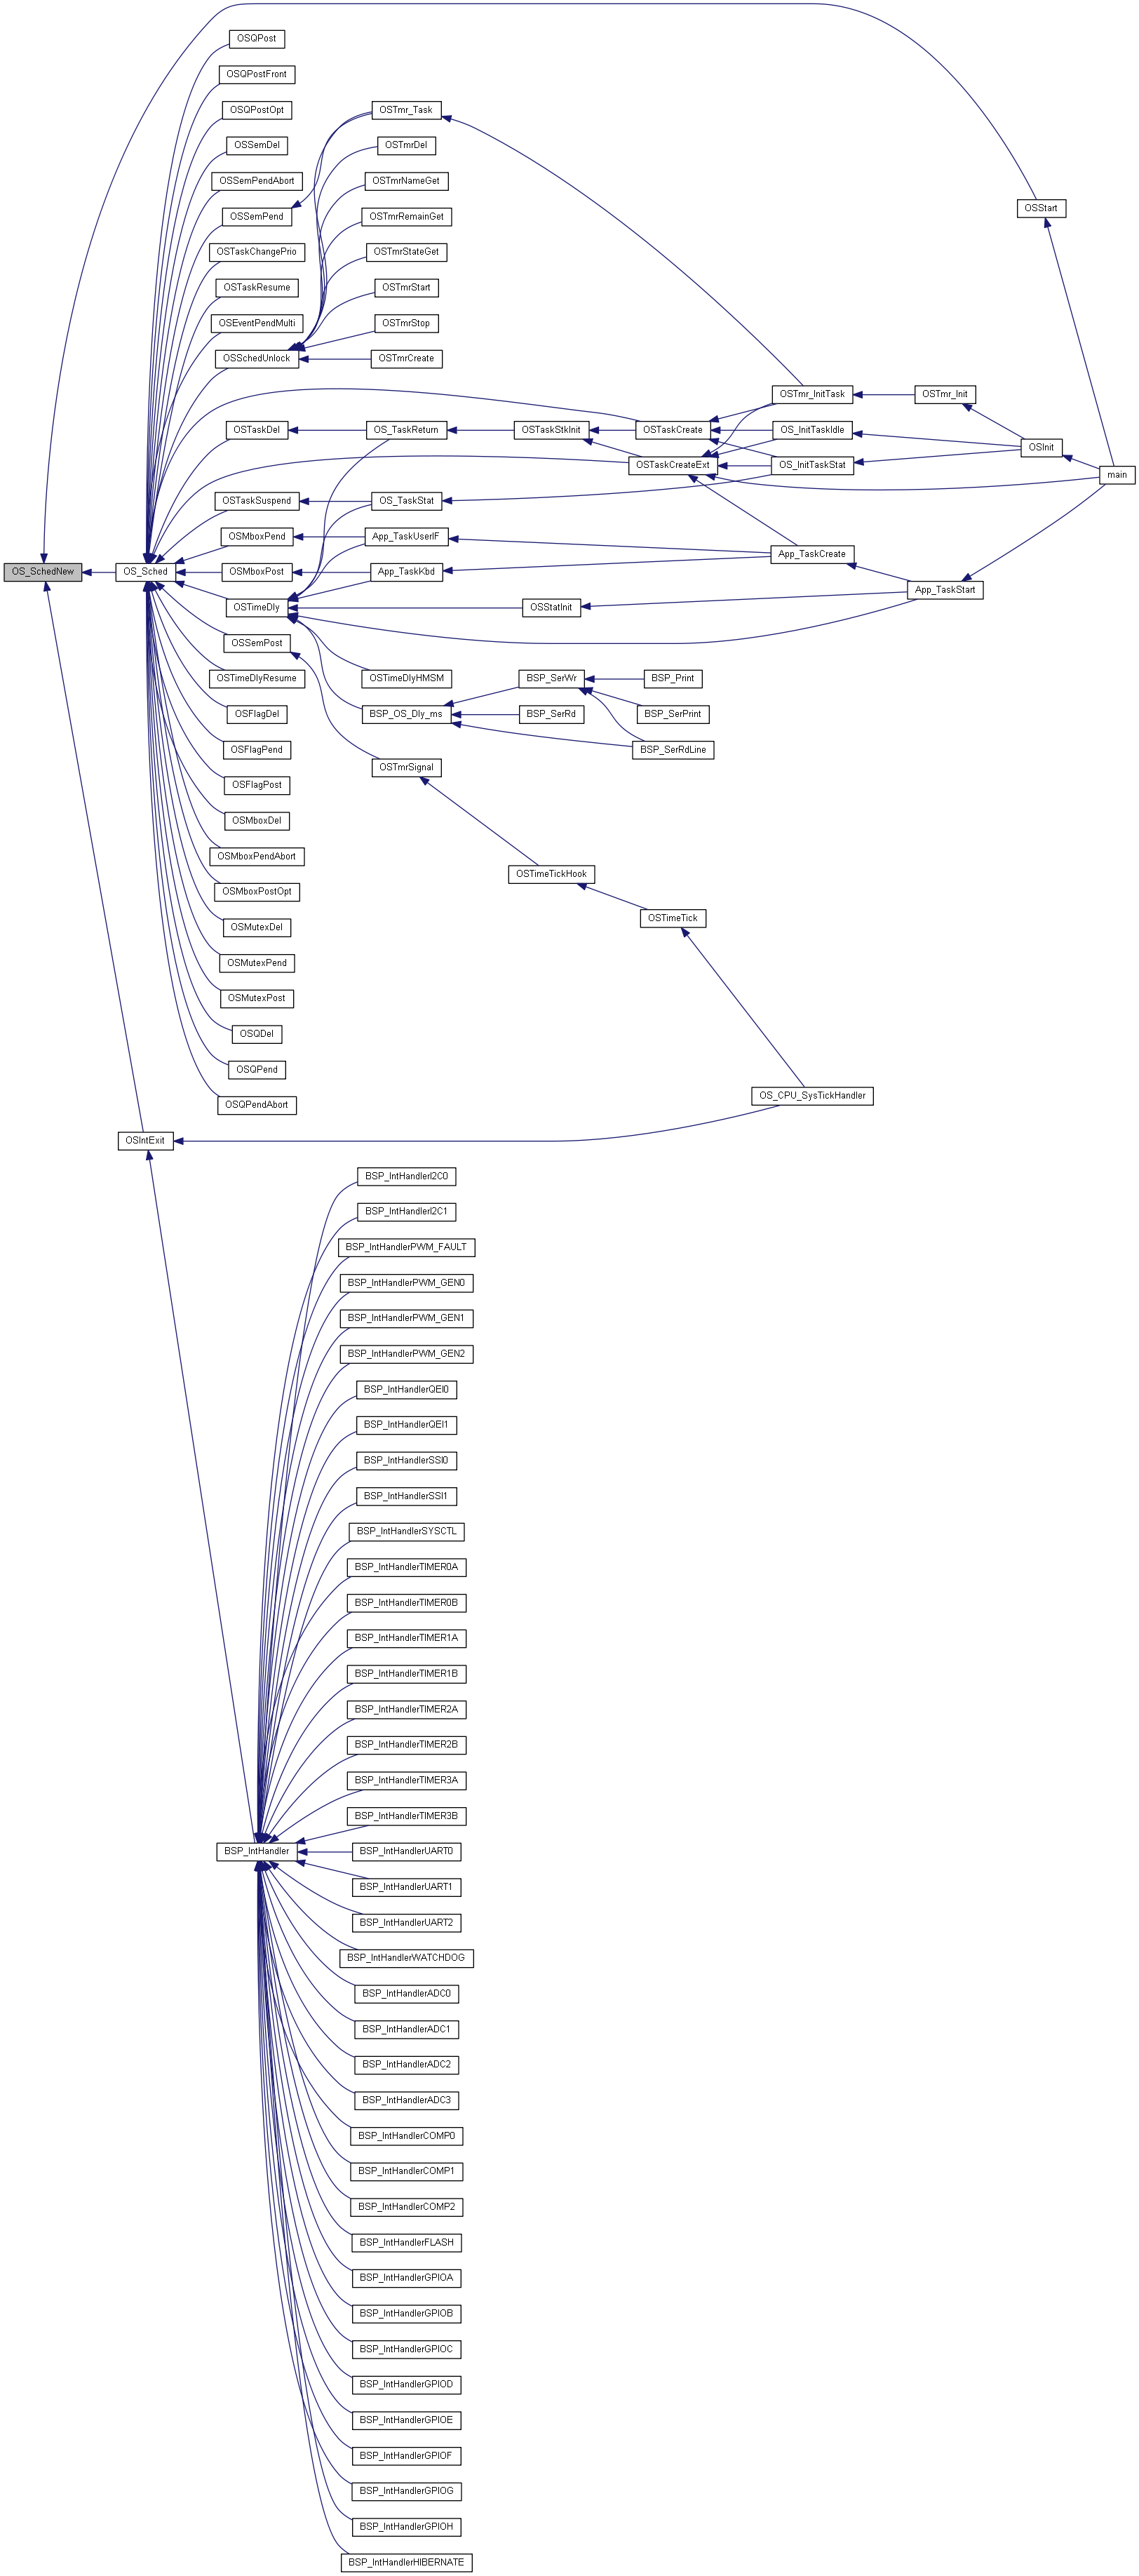 OSQPost
OSQPostFront
OSQPostOpt
OSTmr_Task
OSSemDel
OSTmrDel
OSSemPendAbort
OSTmrNameGet
OSSemPend
OSTmrRemainGet
OSStart
OSTaskChangePrio
OSTmrStateGet
OSTaskResume
OSTmrStart
OSEventPendMulti
OSTmrStop
OSSchedUnlock
OSTmrCreate
OSTmr_InitTask
OSTmr_Init
OSTaskDel
OS_TaskReturn
OSTaskStkInit
OSTaskCreate
OS_InitTaskIdle
OSInit
OSTaskCreateExt
OS_InitTaskStat
main
OSTaskSuspend
OS_TaskStat
OSMboxPend
App_TaskUserIF
App_TaskCreate
OS_SchedNew
OS_Sched
OSMboxPost
App_TaskKbd
App_TaskStart
OSTimeDly
OSStatInit
OSSemPost
OSTimeDlyResume
OSTimeDlyHMSM
BSP_SerWr
BSP_Print
OSFlagDel
BSP_OS_Dly_ms
BSP_SerRd
BSP_SerPrint
OSFlagPend
BSP_SerRdLine
OSTmrSignal
OSFlagPost
OSMboxDel
OSMboxPendAbort
OSTimeTickHook
OSMboxPostOpt
OSTimeTick
OSMutexDel
OSMutexPend
OSMutexPost
OSQDel
OSQPend
OS_CPU_SysTickHandler
OSQPendAbort
OSIntExit
BSP_IntHandlerI2C0
BSP_IntHandlerI2C1
BSP_IntHandlerPWM_FAULT
BSP_IntHandlerPWM_GEN0
BSP_IntHandlerPWM_GEN1
BSP_IntHandlerPWM_GEN2
BSP_IntHandlerQEI0
BSP_IntHandlerQEI1
BSP_IntHandlerSSI0
BSP_IntHandlerSSI1
BSP_IntHandlerSYSCTL
BSP_IntHandlerTIMER0A
BSP_IntHandlerTIMER0B
BSP_IntHandlerTIMER1A
BSP_IntHandlerTIMER1B
BSP_IntHandlerTIMER2A
BSP_IntHandlerTIMER2B
BSP_IntHandlerTIMER3A
BSP_IntHandlerTIMER3B
BSP_IntHandler
BSP_IntHandlerUART0
BSP_IntHandlerUART1
BSP_IntHandlerUART2
BSP_IntHandlerWATCHDOG
BSP_IntHandlerADC0
BSP_IntHandlerADC1
BSP_IntHandlerADC2
BSP_IntHandlerADC3
BSP_IntHandlerCOMP0
BSP_IntHandlerCOMP1
BSP_IntHandlerCOMP2
BSP_IntHandlerFLASH
BSP_IntHandlerGPIOA
BSP_IntHandlerGPIOB
BSP_IntHandlerGPIOC
BSP_IntHandlerGPIOD
BSP_IntHandlerGPIOE
BSP_IntHandlerGPIOF
BSP_IntHandlerGPIOG
BSP_IntHandlerGPIOH
BSP_IntHandlerHIBERNATE